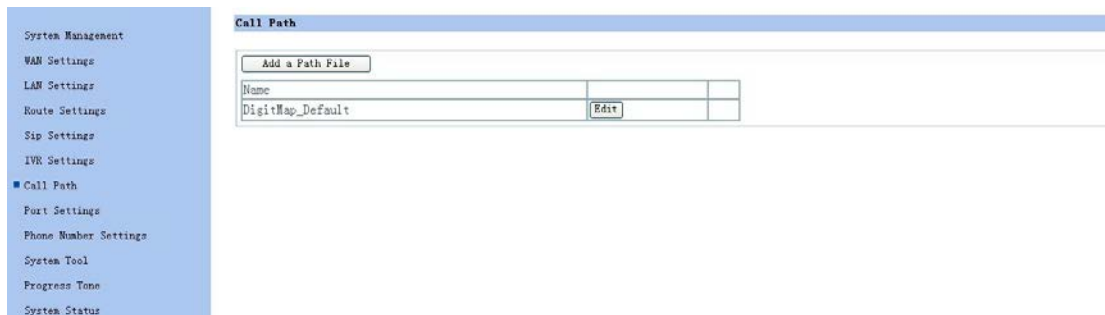 System Management
WAN Settings
LAN Settings
Route Settings
Sip Settings
IVR Settings
Call Path
Port Settings
Phone Number Settings
System Tool
Progress Tone
System Status
Call Path
Add a Path File
Name
DigitMap_Default Edit